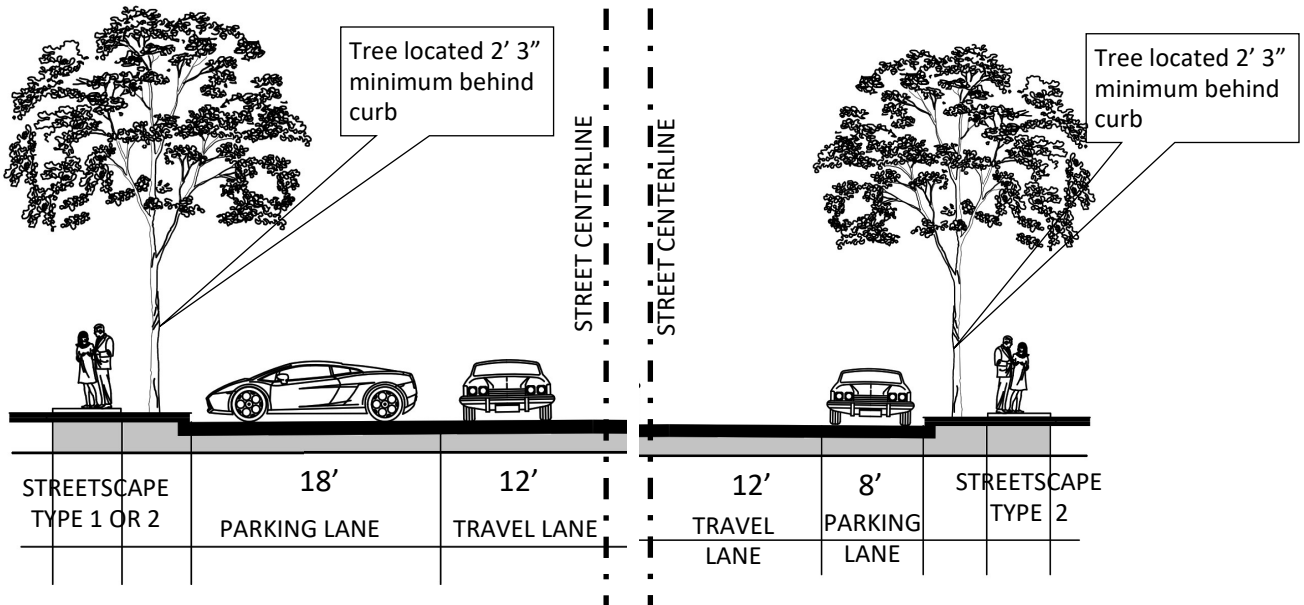 Tree located 2’ 3”
minimum behind
curb
STREET CENTERLINE
STREET CENTERLINE
Tree located 2’ 3”
minimum behind
curb
STREETSCAPE
TYPE 1 OR 2
18’
PARKING LANE
12’
TRAVEL LANE
12’
TRAVEL
LANE
8’
PARKING
LANE
STREETSCAPE
TYPE 2